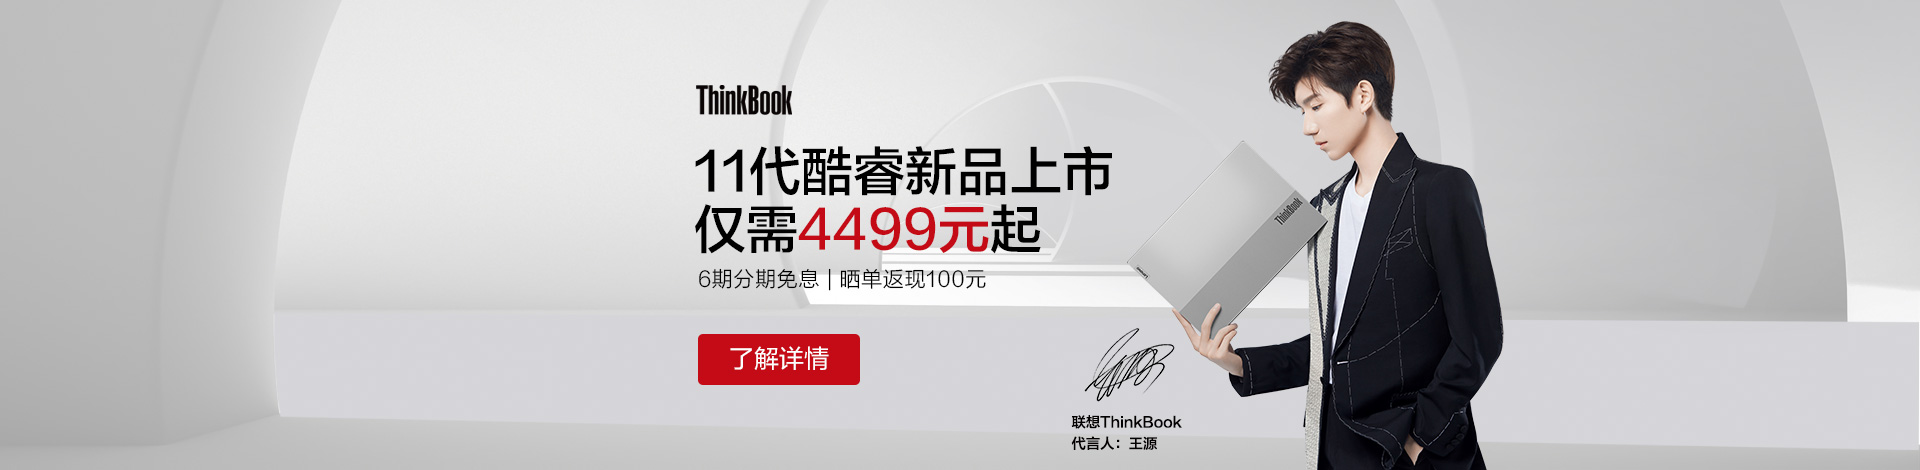 ThinkBook
11代酷睿新品上市
仅需4499元起
6期分期免息 | 晒单返现100元
了解详情
ThinkBook
联想ThinkBook
代言人：王源